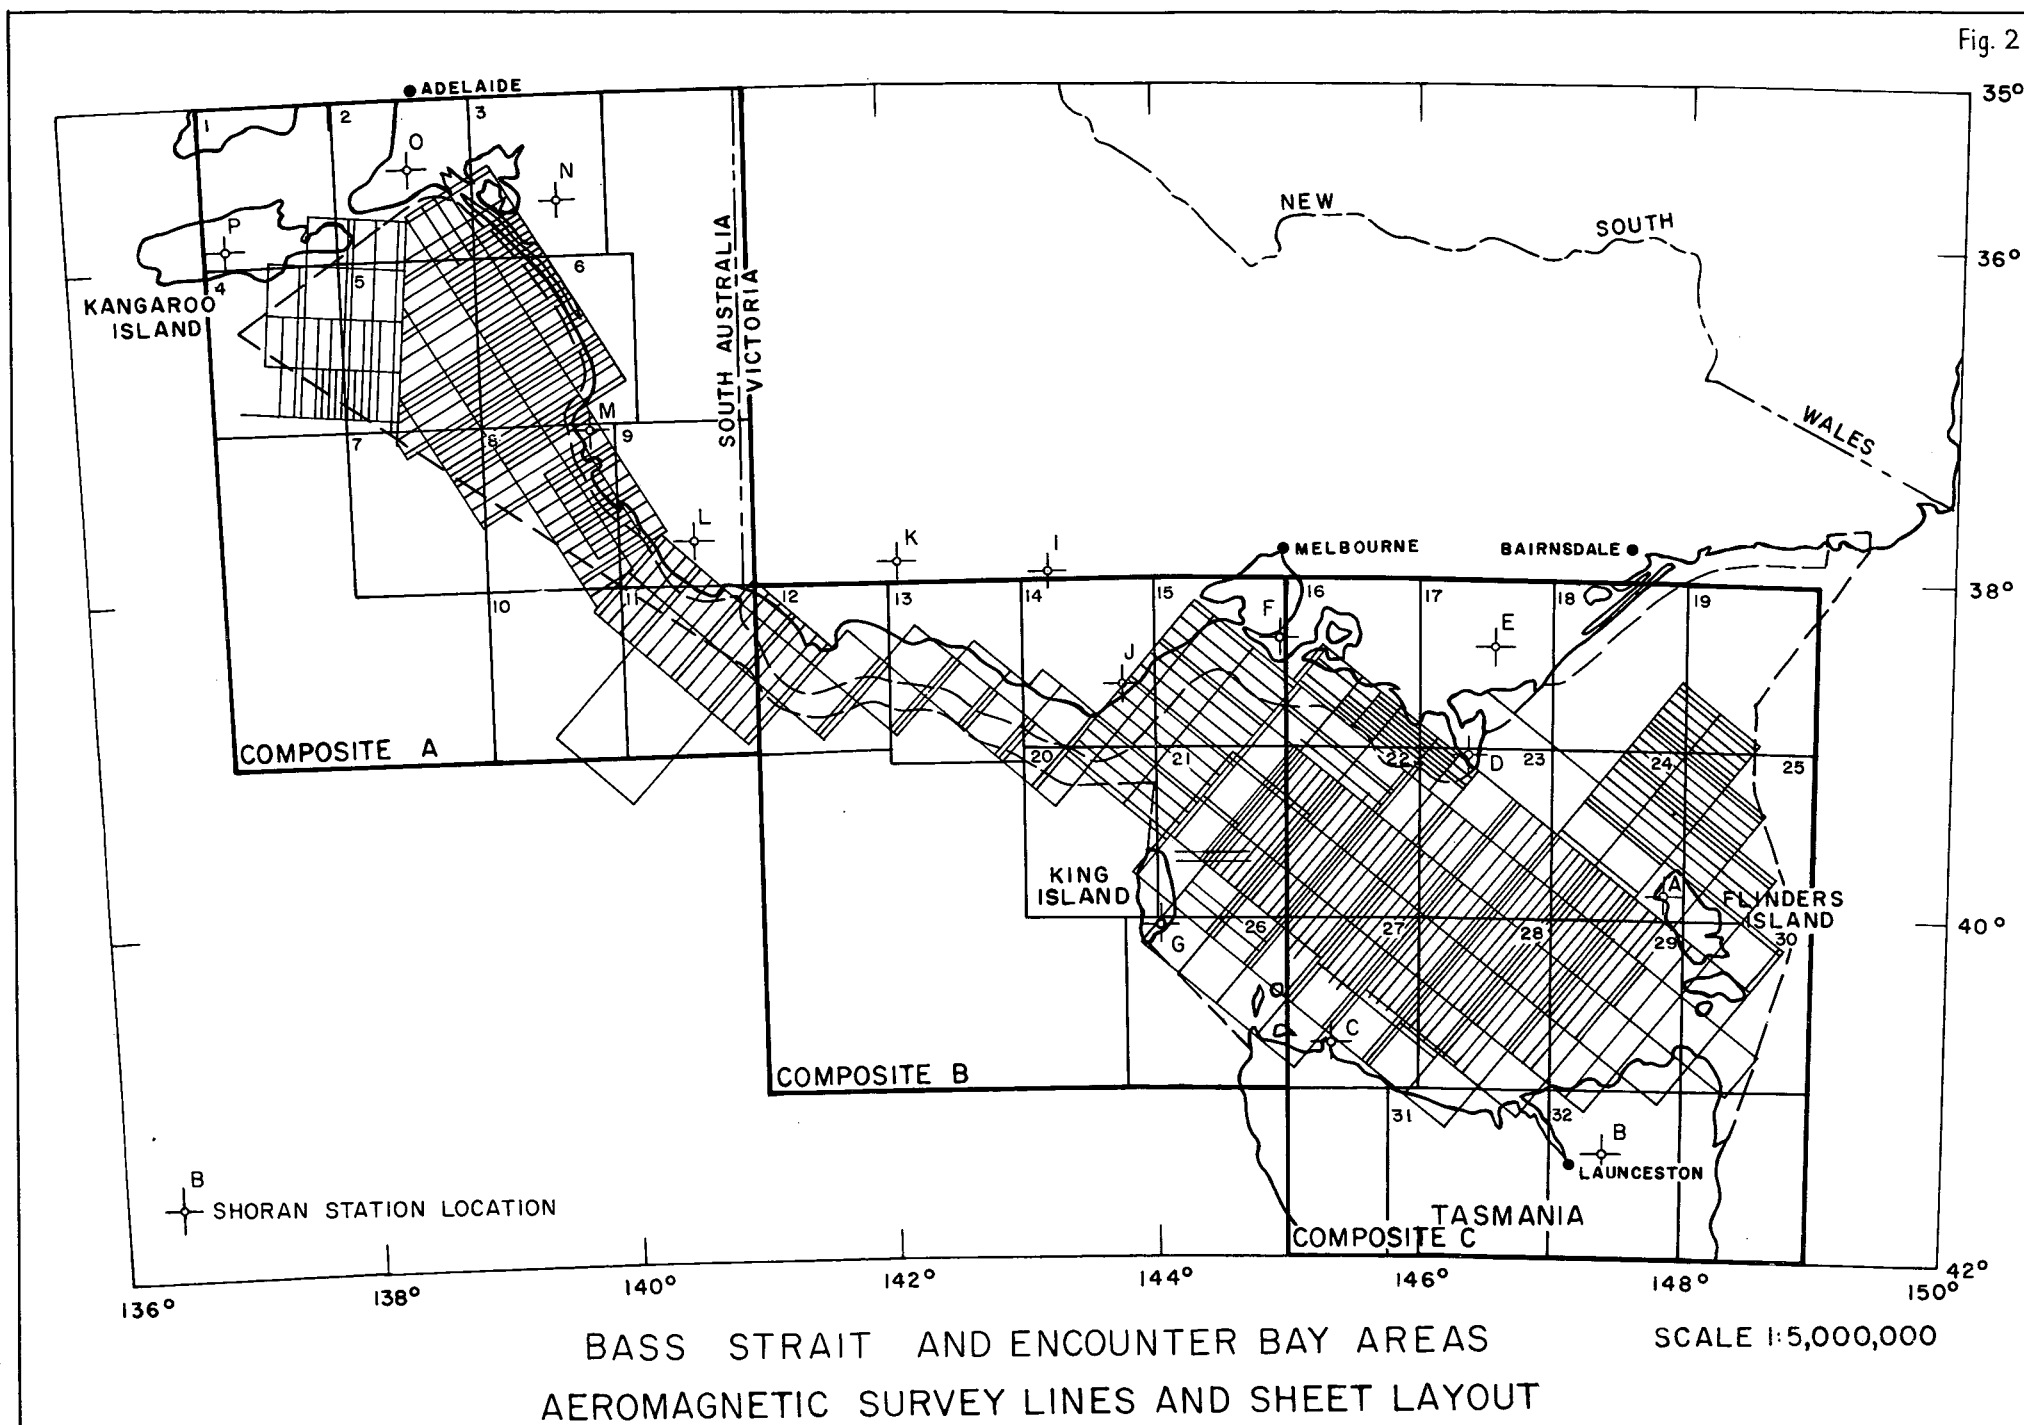 Fig. 2
ADELAIDE
35°
1
2
3
O
N
NEW
SOUTH
P
36°
4
5
6
KANGAROO
ISLAND
SOUTH AUSTRALIA
VICTORIA
WALES
M
7
8
9
L
K
I
MELBOURNE
BAIRNSDALE
38°
10
11
12
13
14
15
16
17
18
19
F
E
J
COMPOSITE A
20
21
22
D
23
24
25
KING
ISLAND
A
FLINDERS
ISLAND
G
26
27
28
29
30
40°
C
COMPOSITE B
31
32
B
LAUNCESTON
B
SHORAN STATION LOCATION
TASMANIA
COMPOSITE C
136°
138°
140°
142°
144°
146°
148°
150°
42°
BASS STRAIT AND ENCOUNTER BAY AREAS
SCALE 1:5,000,000
AEROMAGNETIC SURVEY LINES AND SHEET LAYOUT